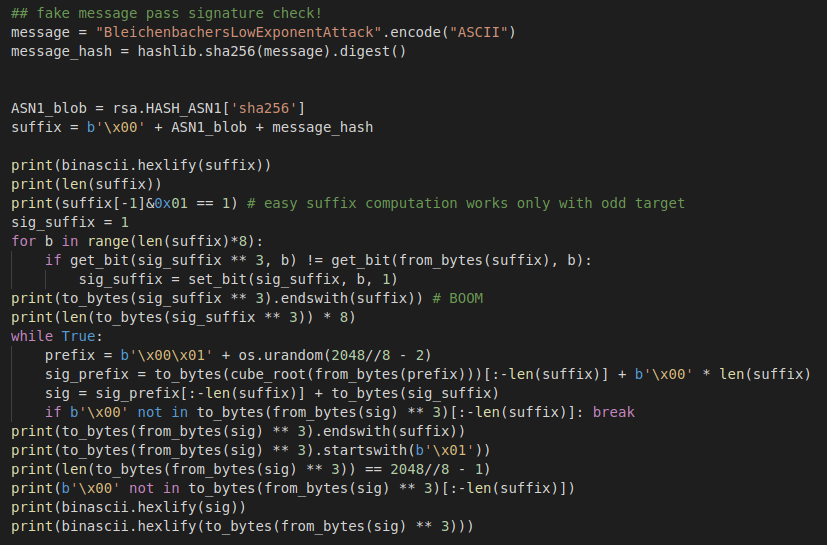 ## fake message pass signature check!
message = "BleichenbachersLowExponentAttack".encode("ASCII")
message_hash = hashlib.sha256(message).digest()


ASN1_blob = rsa.HASH_ASN1['sha256']
suffix = b'\x00' + ASN1_blob + message_hash

print(binascii.hexlify(suffix))
print(len(suffix))
print(suffix[-1]&0x01 == 1) # easy suffix computation works only with odd target
sig_suffix = 1
for b in range(len(suffix)*8):
    if get_bit(sig_suffix ** 3, b) != get_bit(from_bytes(suffix), b):
        sig_suffix = set_bit(sig_suffix, b, 1)
print(to_bytes(sig_suffix ** 3).endswith(suffix)) # BOOM
print(len(to_bytes(sig_suffix ** 3)) * 8)
while True:
    prefix = b'\x00\x01' + os.urandom(2048//8 - 2)
    sig_prefix = to_bytes(cube_root(from_bytes(prefix)))[:-len(suffix)] + b'\x00' * len(suffix)
    sig = sig_prefix[:-len(suffix)] + to_bytes(sig_suffix)
    if b'\x00' not in to_bytes(from_bytes(sig) ** 3)[:-len(suffix)]: break
print(to_bytes(from_bytes(sig) ** 3).endswith(suffix))
print(to_bytes(from_bytes(sig) ** 3).startswith(b'\x01'))
print(len(to_bytes(from_bytes(sig) ** 3)) == 2048//8 - 1)
print(b'\x00' not in to_bytes(from_bytes(sig) ** 3)[:-len(suffix)])
print(binascii.hexlify(sig))
print(binascii.hexlify(to_bytes(from_bytes(sig) ** 3)))